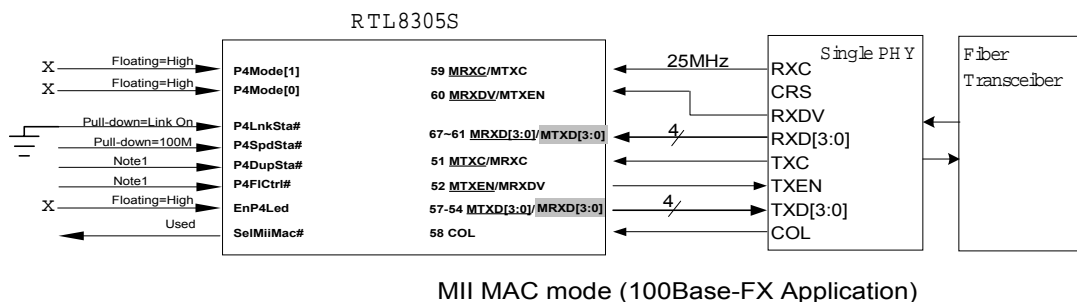 RTL8305S
X Floating=High P4Mode[1]
X Floating=High P4Mode[0]
Pull-down=Link On P4LnkSta#
Pull-down=100M P4SpdSta#
Note1 P4DupSta#
Note1 P4FlCtrl#
X Floating=High EnP4Led
Used SelMiiMac#
59 MRXC/MTXC
60 MRXDV/MTXEN
67~61 MRXD[3:0]/MTXD[3:0]
51 MTXC/MRXC
52 MTXEN/MRXDV
57-54 MTXD[3:0]/MRXD[3:0]
58 COL
25MHz
4
4
Single PHY
RXC
CRS
RXDV
RXD[3:0]
TXC
TXEN
TXD[3:0]
COL
Fiber
Transceiber
MII MAC mode (100Base-FX Application)